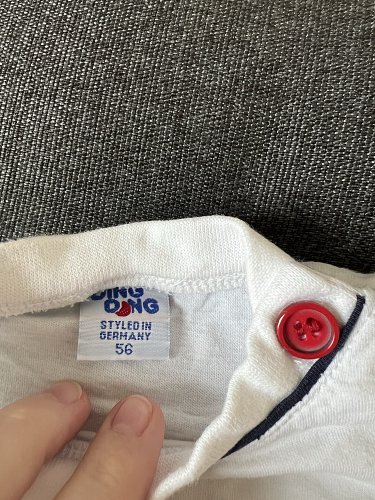 DING
DONG
STYLED IN
GERMANY
56